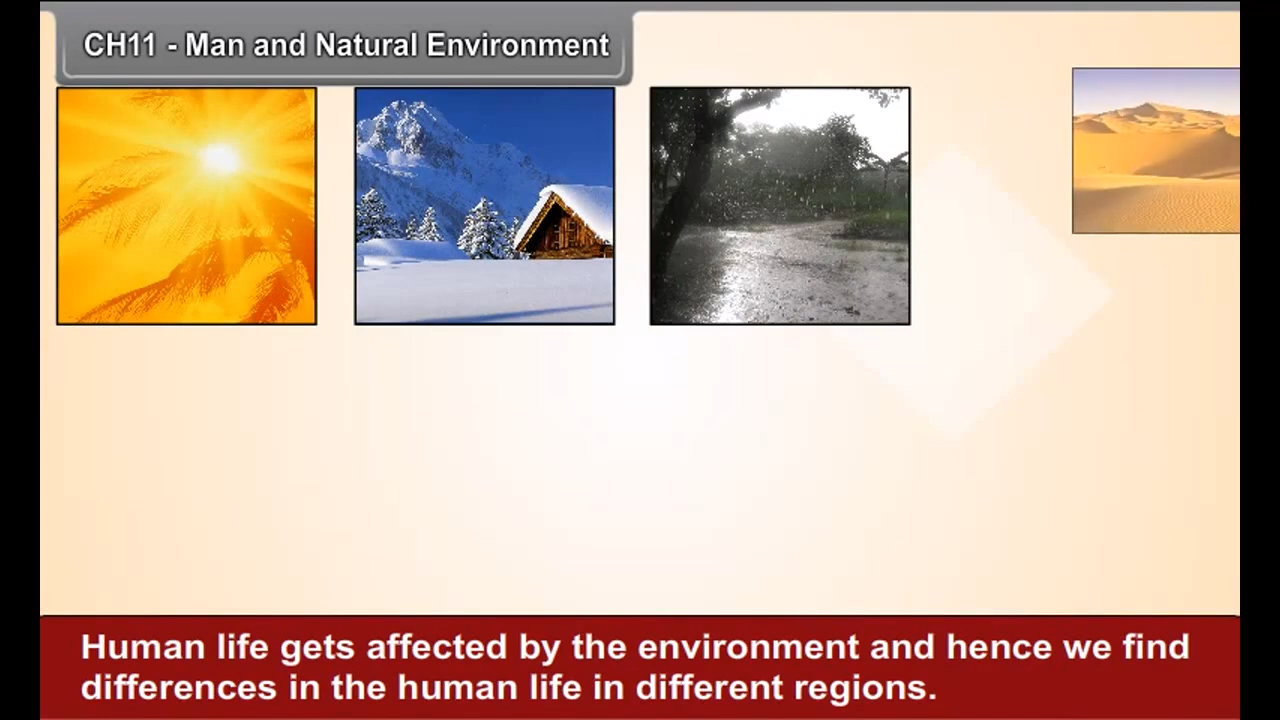 CH11 - Man and Natural Environment
Human life gets affected by the environment and hence we find
differences in the human life in different regions.